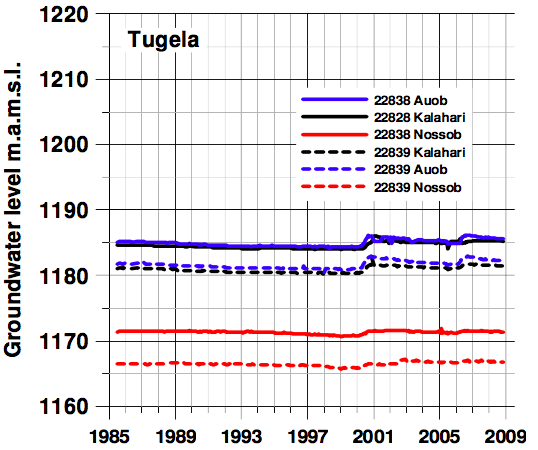 Tugela
Groundwater level m.a.m.s.l.
1220
1210
1200
1190
1180
1170
1160
22838 Auob
22828 Kalahari
22838 Nossob
22839 Kalahari
22839 Auob
22839 Nossob
1985 1989 1993 1997 2001 2005 2009